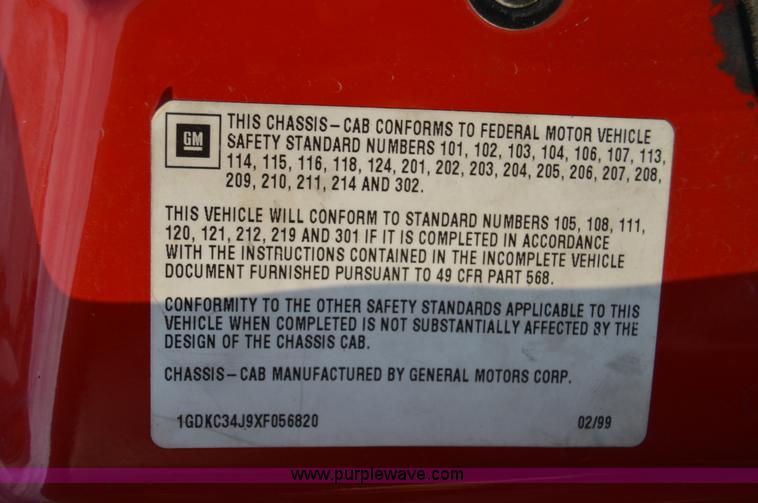 GM
THIS CHASSIS-CAB CONFORMS TO FEDERAL MOTOR VEHICLE
SAFETY STANDARD NUMBERS 101, 102, 103, 104, 106, 107, 113,
114, 115, 116, 118, 124, 201, 202, 203, 204, 205, 206, 207, 208,
209, 210, 211, 214 AND 302.
THIS VEHICLE WILL CONFORM TO STANDARD NUMBERS 105, 108, 111,
120, 121, 212, 219 AND 301 IF IT IS COMPLETED IN ACCORDANCE
WITH THE INSTRUCTIONS CONTAINED IN THE INCOMPLETE VEHICLE
DOCUMENT FURNISHED PURSUANT TO 49 CFR PART 568.
CONFORMITY TO THE OTHER SAFETY STANDARDS APPLICABLE TO THIS
VEHICLE WHEN COMPLETED IS NOT SUBSTANTIALLY AFFECTED BY THE
DESIGN OF THE CHASSIS CAB.
CHASSIS-CAB MANUFACTURED BY GENERAL MOTORS CORP.
1GDKC34J9XF056820 02/99
www.purplewave.com